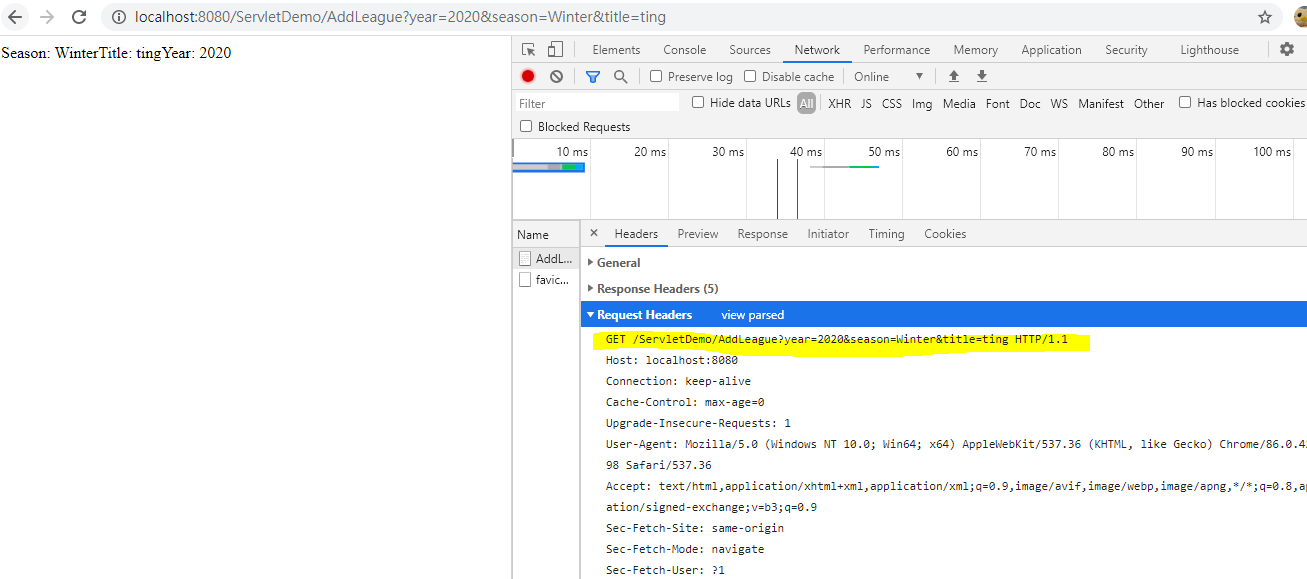 localhost:8080/ServletDemo/AddLeague?year=2020&season=Winter&title=ting
Season: WinterTitle: tingYear: 2020
Elements Console Sources Network Performance Memory Application Security Lighthouse
Preserve log Disable cache Online
Filter Hide data URLs All XHR JS CSS Img Media Font Doc WS Manifest Other Has blocked cookies
Blocked Requests
10 ms 20 ms 30 ms 40 ms 50 ms 60 ms 70 ms 80 ms 90 ms 100 ms
Name × Headers Preview Response Initiator Timing Cookies
AddL...
favic...
General
Response Headers (5)
Request Headers view parsed
GET /ServletDemo/AddLeague?year=2020&season=Winter&title=ting HTTP/1.1
Host: localhost:8080
Connection: keep-alive
Cache-Control: max-age=0
Upgrade-Insecure-Requests: 1
User-Agent: Mozilla/5.0 (Windows NT 10.0; Win64; x64) AppleWebKit/537.36 (KHTML, like Gecko) Chrome/86.0.4
98 Safari/537.36
Accept: text/html,application/xhtml+xml,application/xml;q=0.9,image/avif,image/webp,image/apng,*/*;q=0.8,ap
ation/signed-exchange;v=b3;q=0.9
Sec-Fetch-Site: same-origin
Sec-Fetch-Mode: navigate
Sec-Fetch-User: ?1